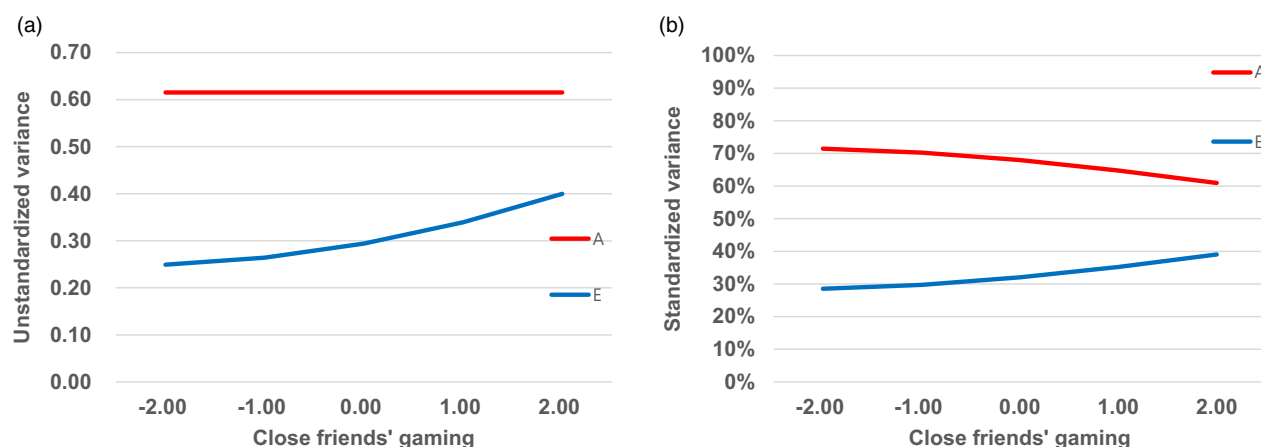 (a)
0.70
0.60
0.50
0.40
0.30
0.20
0.10
0.00
Unstandardized variance
A
E
-2.00 -1.00 0.00 1.00 2.00
Close friends' gaming
(b)
100%
90%
80%
70%
60%
50%
40%
30%
20%
10%
0%
Standardized variance
A
E
-2.00 -1.00 0.00 1.00 2.00
Close friends' gaming